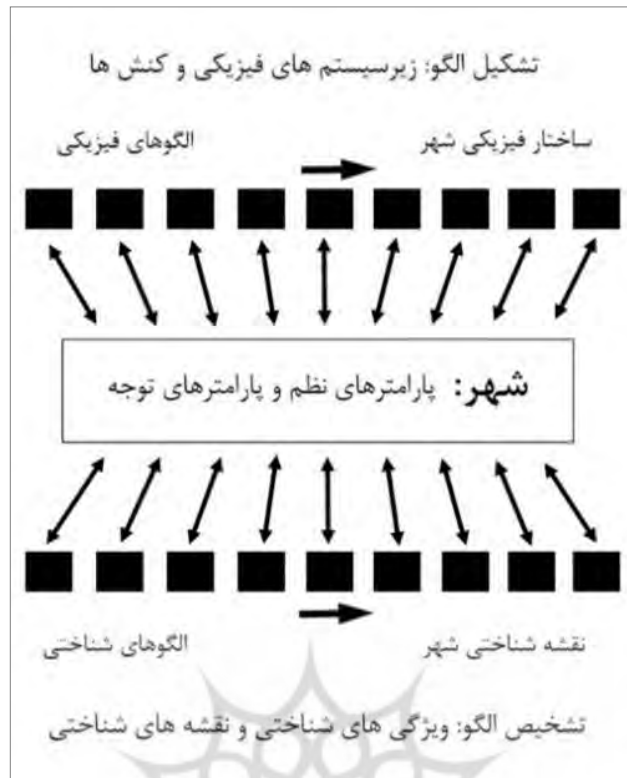 تشکیل الگو: زیرسیستم های فیزیکی و کنش ها
ساختار فیزیکی شهر
الگوهای فیزیکی
شهر: پارامترهای نظم و پارامترهای توجه
نقشه شناختی شهر
الگوهای شناختی
تشخیص الگو: ویژگی های شناختی و نقشه های شناختی